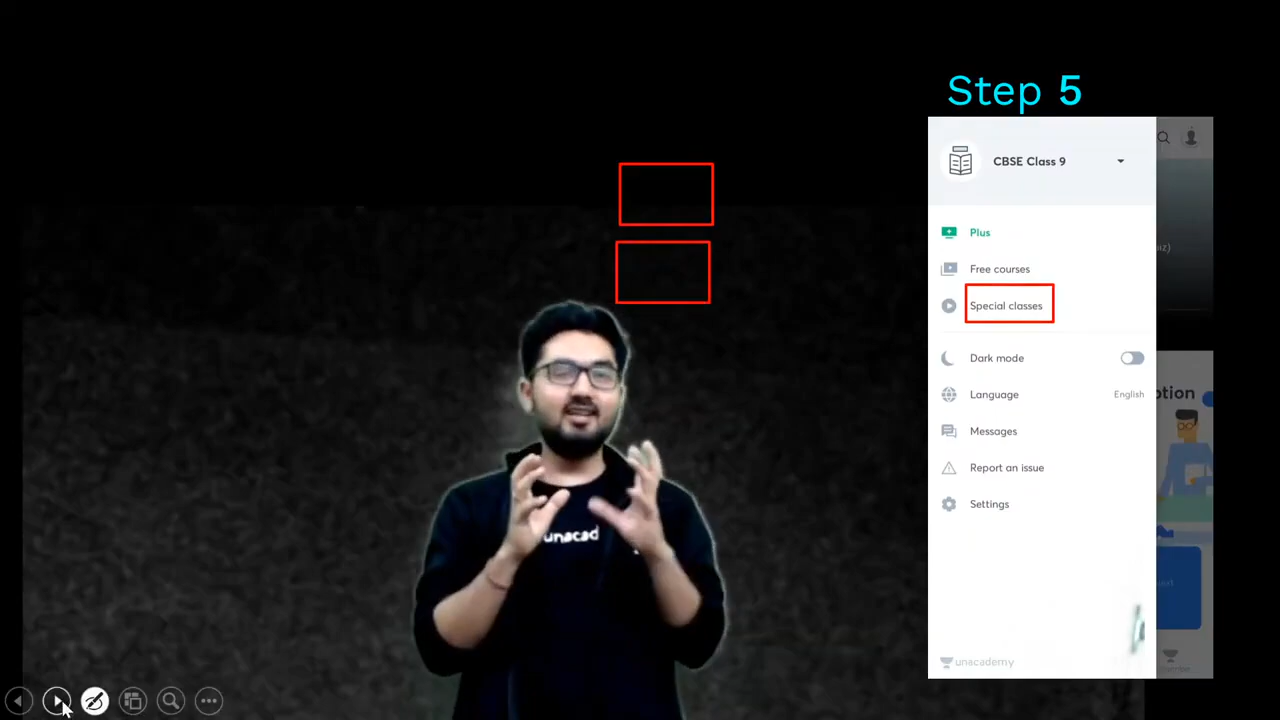 Step 5
CBSE Class 9
Plus
Free courses
Special classes
Dark mode
Language English
Messages
Report an issue
Settings
unacademy
unacad